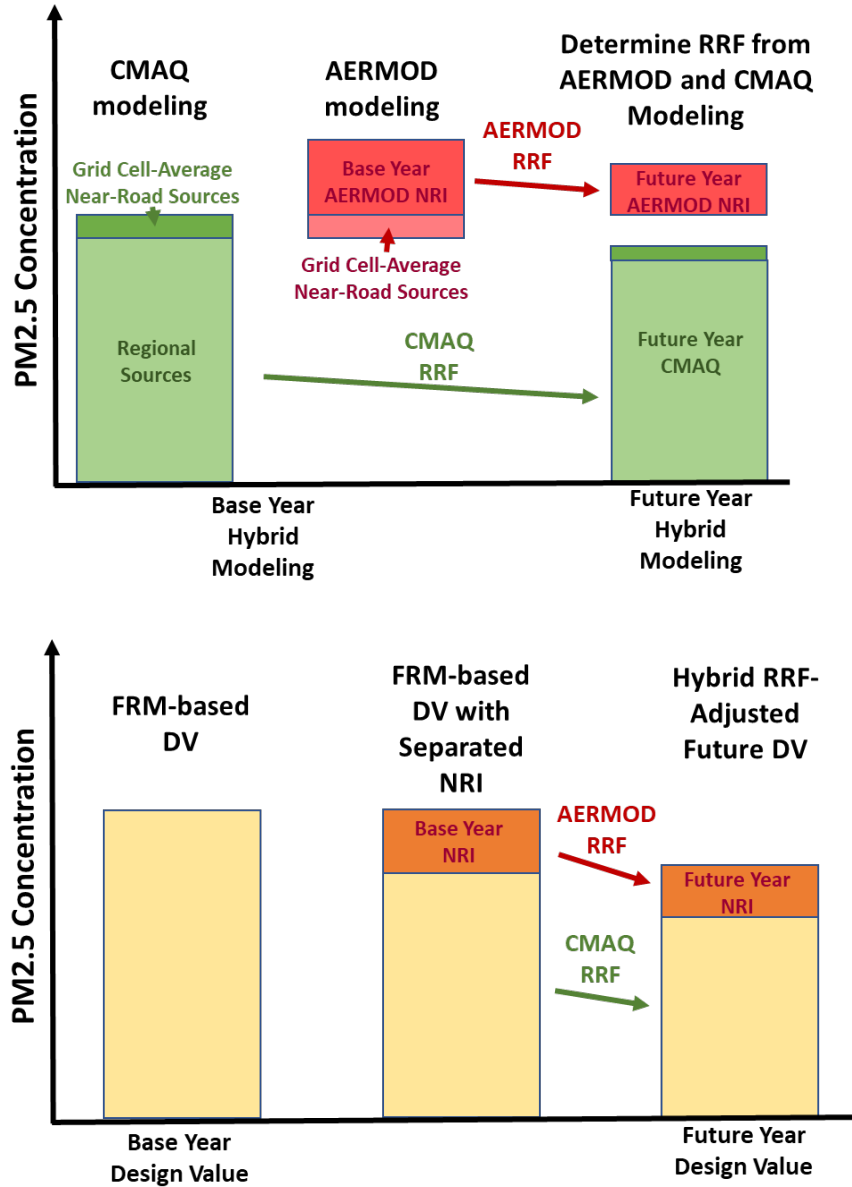 CMAQ
modeling
AERMOD
modeling
Determine RRF from
AERMOD and CMAQ
Modeling
PM2.5 Concentration
Grid Cell-Average
Near-Road Sources
Base Year
AERMOD NRI
AERMOD
RRF
Future Year
AERMOD NRI
Grid Cell-Average
Near-Road Sources
Regional
Sources
CMAQ
RRF
Future Year
CMAQ
Base Year
Hybrid
Modeling
Future Year
Hybrid
Modeling
PM2.5 Concentration
FRM-based
DV
FRM-based
DV with
Separated
NRI
Hybrid RRF-
Adjusted
Future DV
Base Year
NRI
AERMOD
RRF
Future Year
NRI
CMAQ
RRF
Base Year
Design Value
Future Year
Design Value